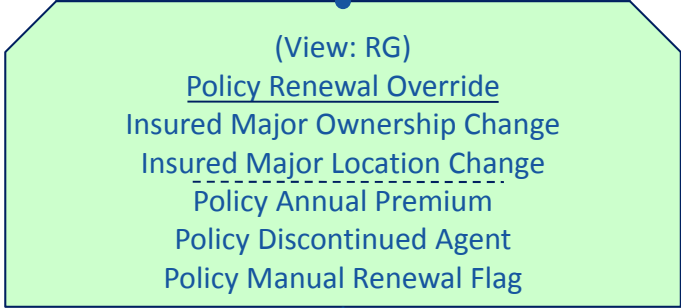 (View: RG)
Policy Renewal Override
Insured Major Ownership Change
Insured Major Location Change
Policy Annual Premium
Policy Discontinued Agent
Policy Manual Renewal Flag